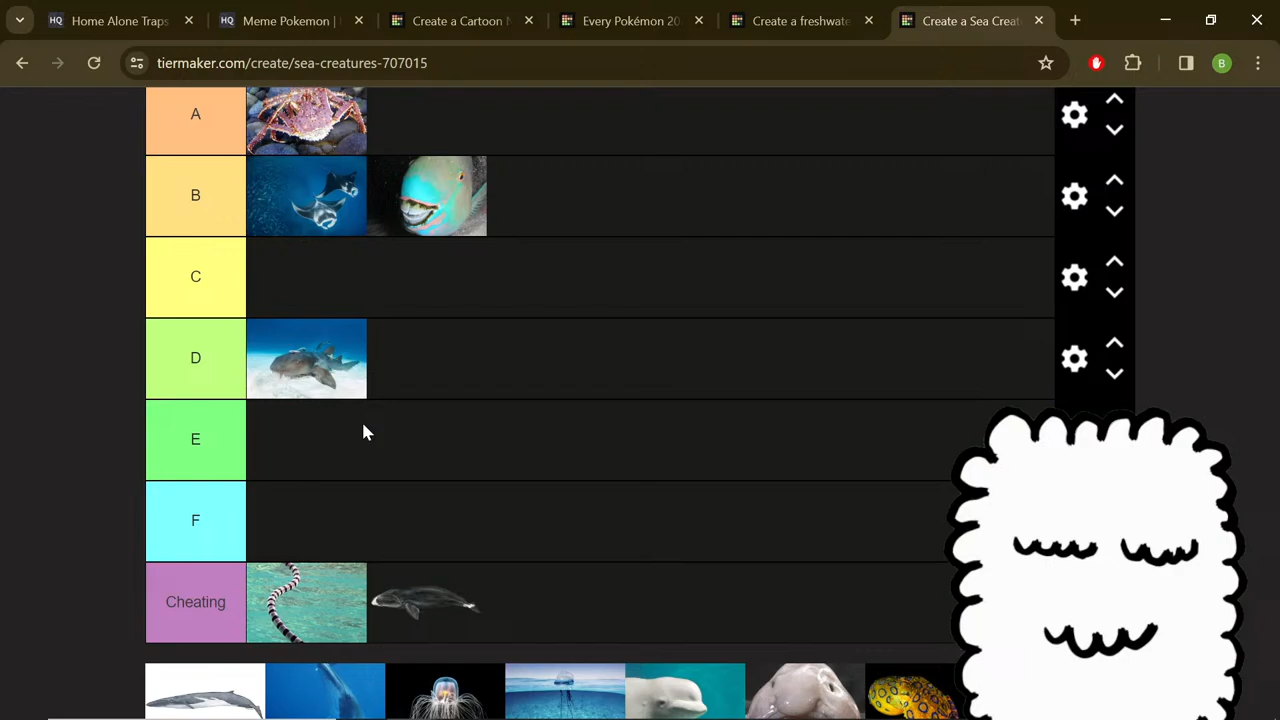 Home Alone Traps
Meme Pokemon |
Create a Cartoon N
Every Pokémon 20
Create a freshwate
Create a Sea Creat
tiermaker.com/create/sea-creatures-707015
B
A
B
C
D
E
F
Cheating